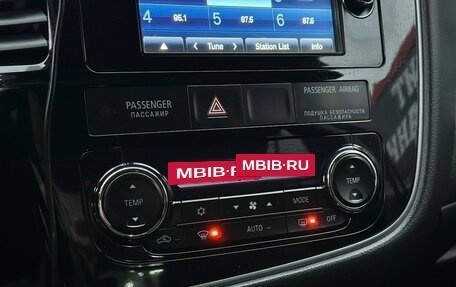 4 95.1 5 87.5 6 87.5
< Tune > Station List Info
PASSENGER
ПАССАЖИР
PASSENGER AIRBAG
ПОДУШКА БЕЗОПАСНОСТИ
ПАССАЖИРА
MBIB·RU
MBIB·RU
TEMP
MODE
TEMP
AUTO
OFF